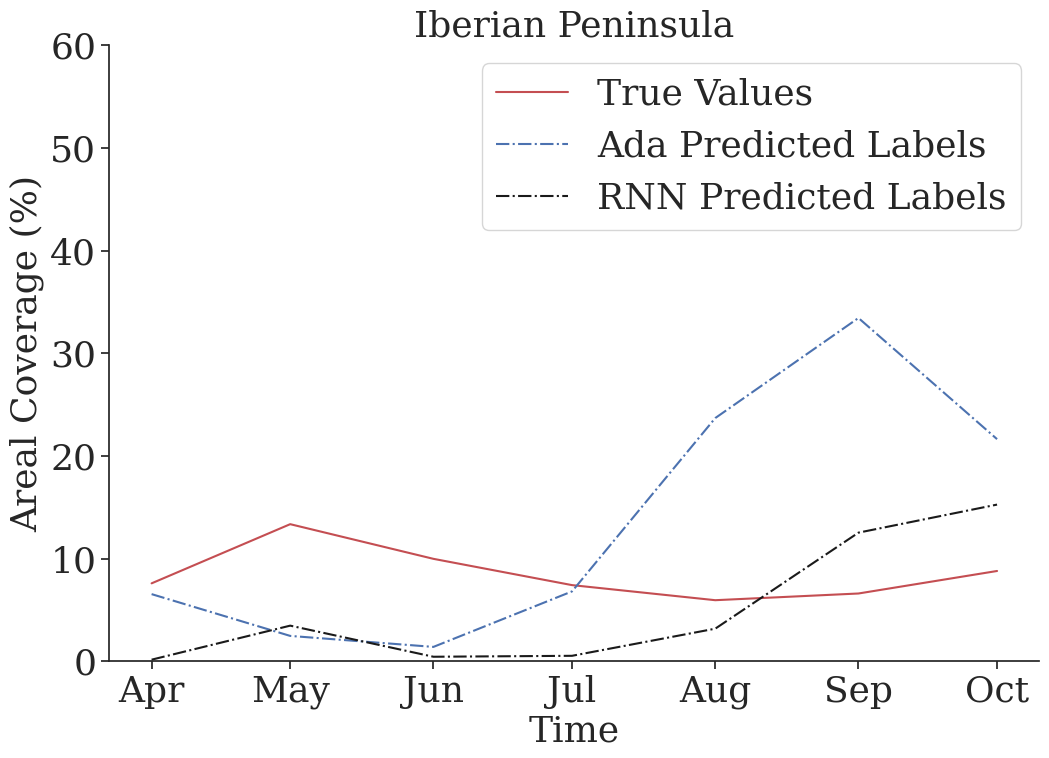 Iberian Peninsula
True Values
Ada Predicted Labels
RNN Predicted Labels
Areal Coverage (%)
60
50
40
30
20
10
0
Apr May Jun Jul Aug Sep Oct
Time